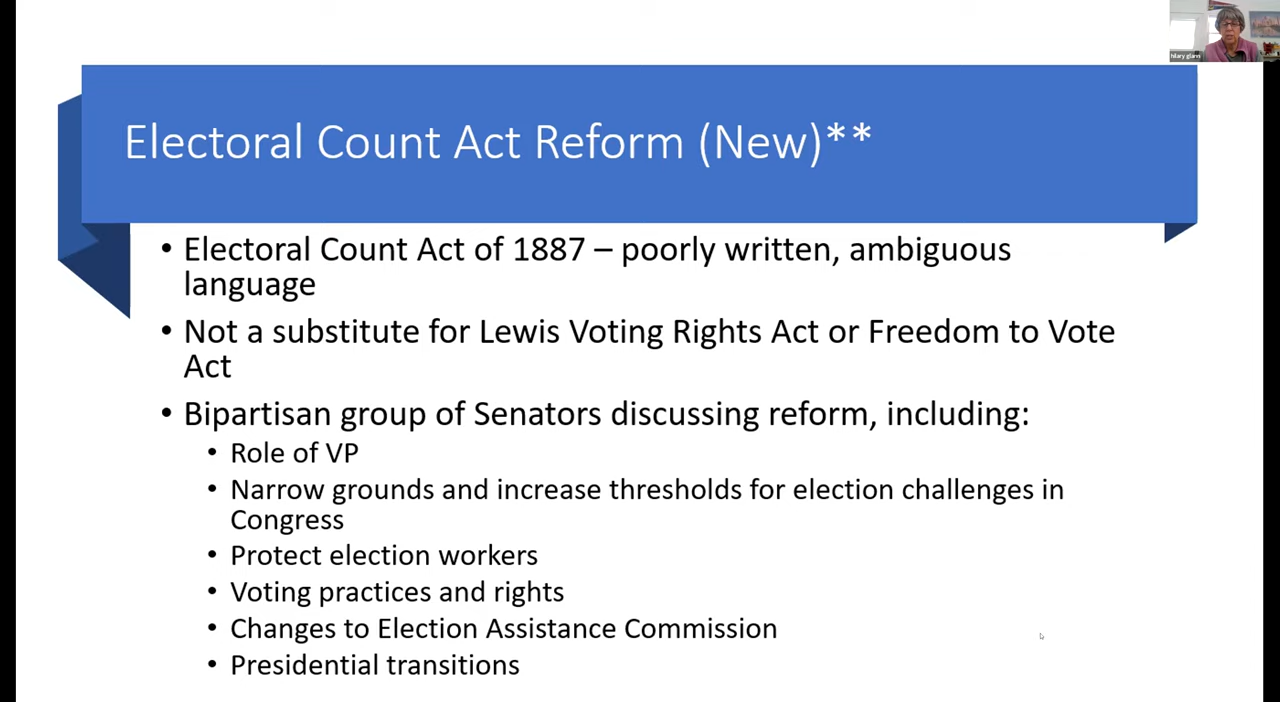 hilary glann
Electoral Count Act Reform (New)**
• Electoral Count Act of 1887 – poorly written, ambiguous
language
• Not a substitute for Lewis Voting Rights Act or Freedom to Vote
Act
• Bipartisan group of Senators discussing reform, including:
• Role of VP
• Narrow grounds and increase thresholds for election challenges in
Congress
• Protect election workers
• Voting practices and rights
• Changes to Election Assistance Commission
• Presidential transitions